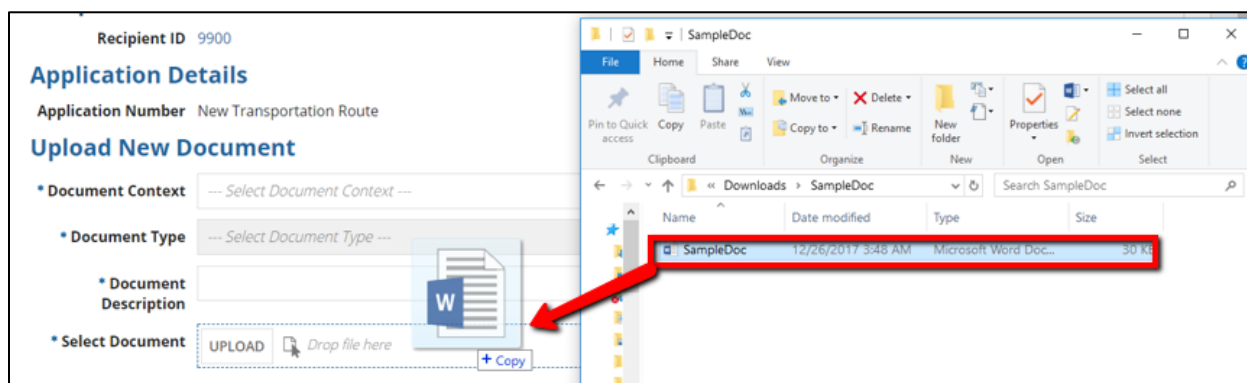 Recipient ID 9900
Application Details
Application Number New Transportation Route
Upload New Document
* Document Context --- Select Document Context ---
* Document Type --- Select Document Type ---
* Document
Description
* Select Document UPLOAD Drop file here
W
+ Copy
SampleDoc
File Home Share View
Pin to Quick
access
Copy
Paste
Move to
Copy to
Delete
Rename
New
folder
Properties
Select all
Select none
Invert selection
Clipboard Organize New Open Select
« Downloads › SampleDoc
Search SampleDoc
Name Date modified Type Size
SampleDoc 12/26/2017 3:48 AM Microsoft Word Doc... 30 KB